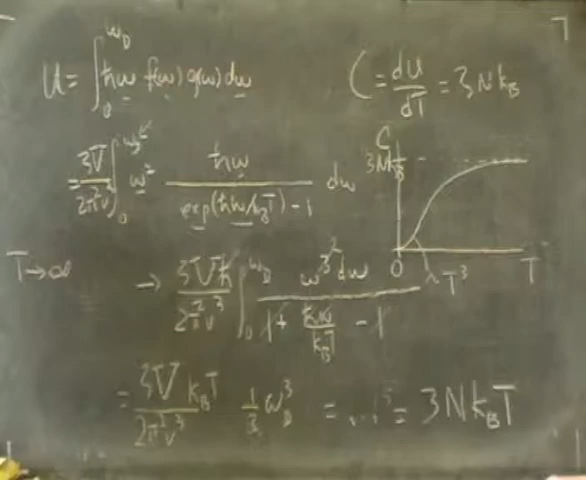 U = ∫₀^ω_D ħω f(ω) g(ω) dω
C = dU/dT = 3Nk_B
= 3V/2π²v³ ∫₀^ω_D ω² ħω/(exp(ħω/k_BT) - 1) dω
C
3Nk_B
0 T³ T
T→∞ → 3Vħ/2π²v³ ∫₀^ω_D ω³ dω/(1 + ħω/k_BT - 1)
= 3V/2π²v³ k_BT 1/3 ω_D³ = ... = 3Nk_BT